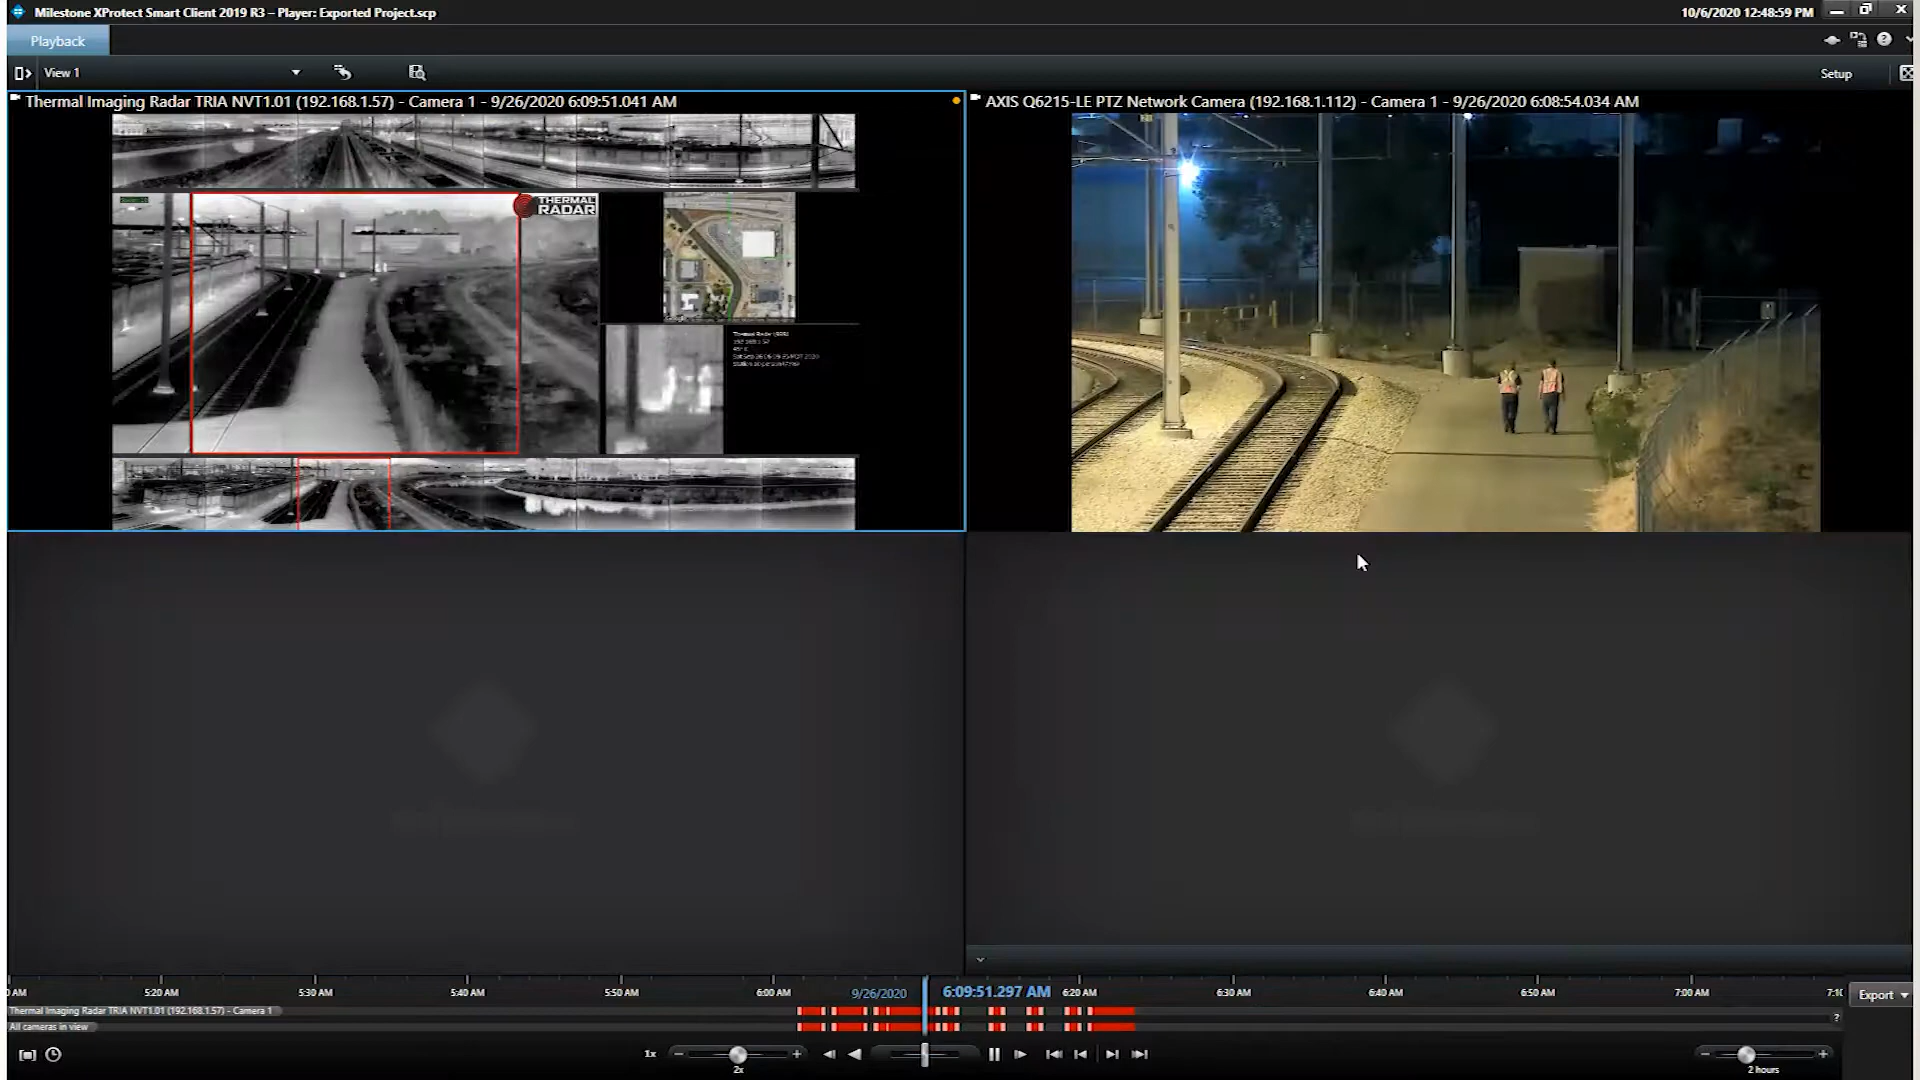 Milestone XProtect Smart Client 2019 R3 – Player: Exported Project.scp
10/6/2020 12:48:59 PM
Playback
View 1
Setup
Thermal Imaging Radar TRIA NVT1.01 (192.168.1.57) - Camera 1 - 9/26/2020 6:09:51.041 AM
AXIS Q6215-LE PTZ Network Camera (192.168.1.112) - Camera 1 - 9/26/2020 6:08:54.034 AM
THERMAL
RADAR
AM
5:20 AM
5:30 AM
5:40 AM
5:50 AM
6:00 AM
9/26/2020
6:09:51.297 AM
6:20 AM
6:30 AM
6:40 AM
6:50 AM
7:00 AM
7:10
Export
Thermal Imaging Radar TRIA NVT1.01 (192.168.1.57) - Camera 1
All cameras in view
?
1x
2x
2 hours